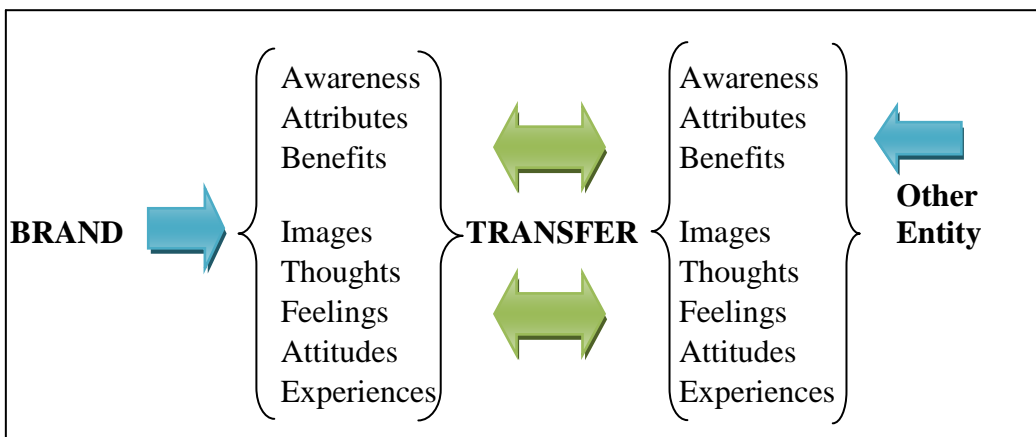 Awareness
Attributes
Benefits
Images
Thoughts
Feelings
Attitudes
Experiences
BRAND
TRANSFER
Awareness
Attributes
Benefits
Images
Thoughts
Feelings
Attitudes
Experiences
Other
Entity